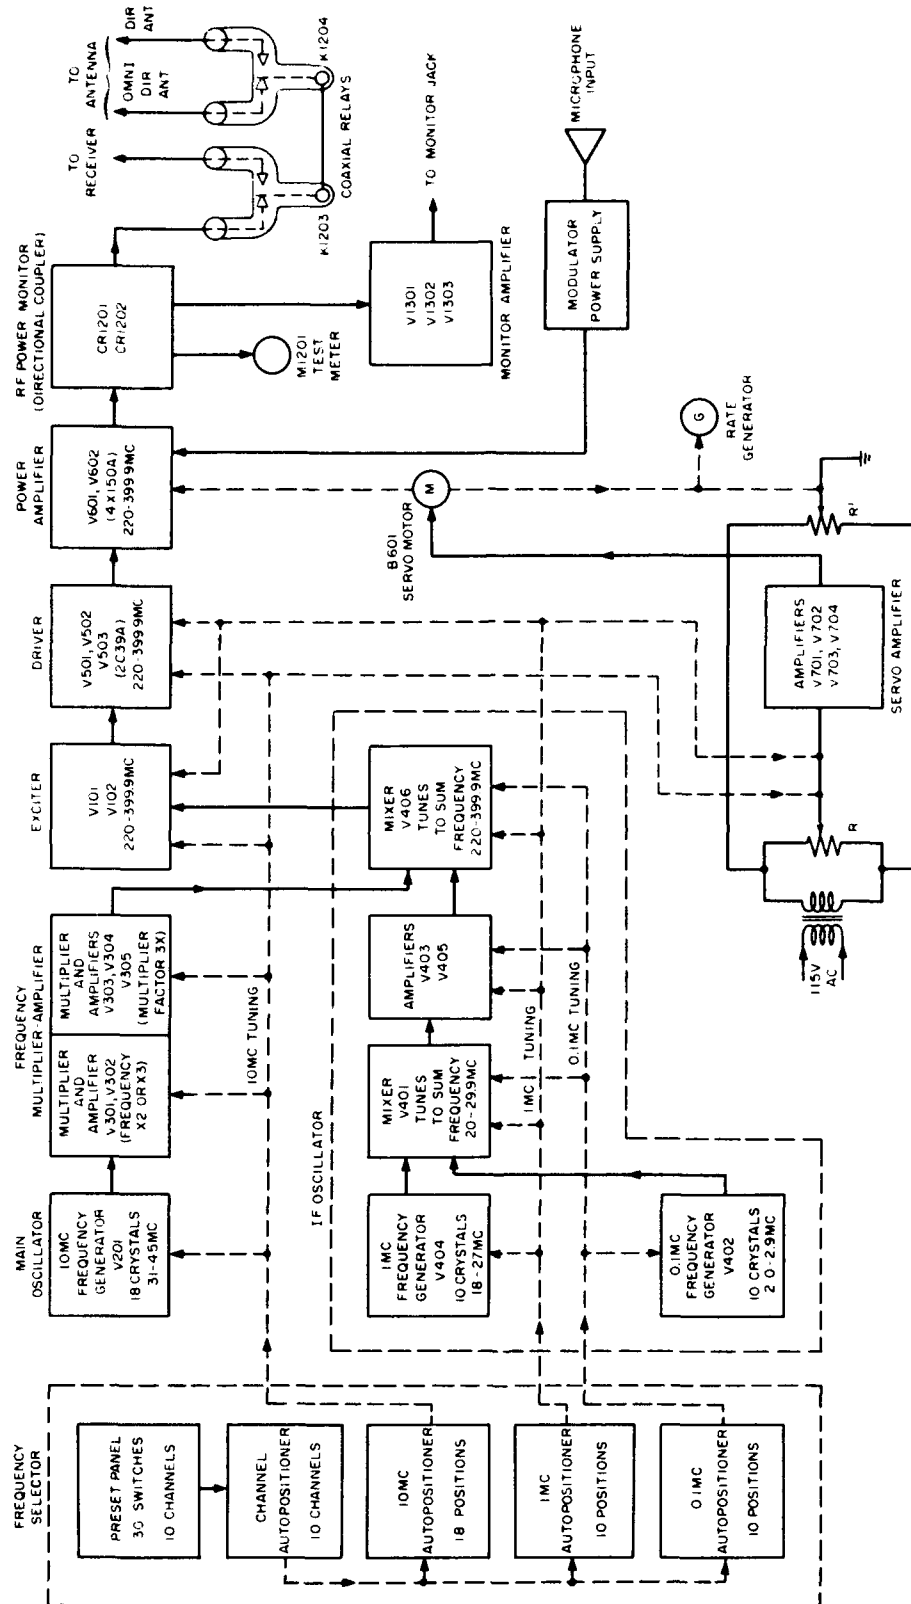 FREQUENCY
SELECTOR
PRESET PANEL
30 SWITCHES
10 CHANNELS
CHANNEL
AUTOPOSITIONER
10 CHANNELS
10MC
AUTOPOSITIONER
18 POSITIONS
1MC
AUTOPOSITIONER
10 POSITIONS
0.1MC
AUTOPOSITIONER
10 POSITIONS
MAIN
OSCILLATOR
10MC
FREQUENCY
GENERATOR
V201
18 CRYSTALS
31-45MC
FREQUENCY
MULTIPLIER-AMPLIFIER
MULTIPLIER
AND
AMPLIFIER
V301,V302
(FREQUENCY
X2 OR X3)
MULTIPLIER
AND
AMPLIFIERS
V303,V304
V305
(MULTIPLIER
FACTOR 3X)
10MC TUNING
EXCITER
V101
V102
220-399.9MC
DRIVER
V501,V502
V503
(2C39A)
220-399.9MC
POWER
AMPLIFIER
V601,V602
(4X150A)
220-399.9MC
RF POWER MONITOR
(DIRECTIONAL COUPLER)
CR1201
CR1202
M1201
TEST
METER
V1301
V1302
V1303
MONITOR AMPLIFIER
TO MONITOR JACK
TO
RECEIVER
TO
ANTENNA
OMNI
DIR
ANT
DIR
ANT
K1203
K1204
COAXIAL RELAYS
IF OSCILLATOR
1MC
FREQUENCY
GENERATOR
V404
10 CRYSTALS
18-27MC
MIXER
V401
TUNES
TO SUM
FREQUENCY
20-29.9MC
AMPLIFIERS
V403
V405
MIXER
V406
TUNES
TO SUM
FREQUENCY
220-399.9MC
1MC TUNING
0.1MC TUNING
0.1MC
FREQUENCY
GENERATOR
V402
10 CRYSTALS
2.0-2.9MC
MODULATOR
POWER SUPPLY
MICROPHONE
INPUT
B601
SERVO MOTOR
M
G
RATE
GENERATOR
115V
AC
R
AMPLIFIERS
V701, V702
V703, V704
SERVO AMPLIFIER
R'